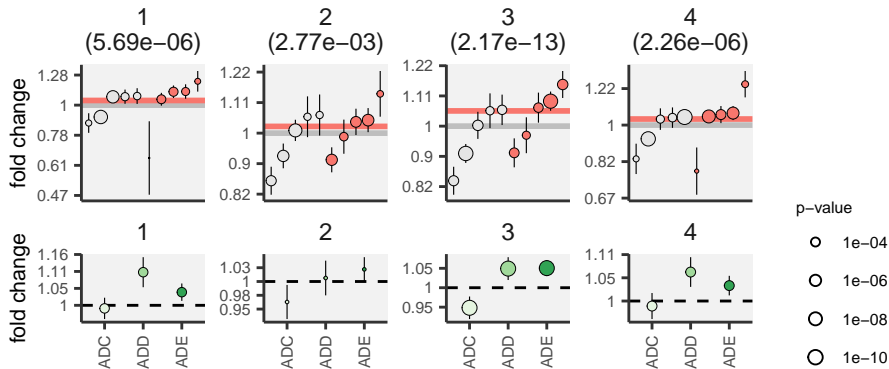 1
(5.69e−06)
2
(2.77e−03)
3
(2.17e−13)
4
(2.26e−06)
fold change
1.28
1
0.78
0.61
0.47
1.22
1.11
1
0.9
0.82
1.22
1.11
1
0.9
0.82
1.22
1
0.82
0.67
1
2
3
4
fold change
1.16
1.11
1.05
1
1.03
1
0.98
0.95
1.05
1
0.95
1.11
1
ADC
ADD
ADE
ADC
ADD
ADE
ADC
ADD
ADE
ADC
ADD
ADE
p−value
1e−04
1e−06
1e−08
1e−10